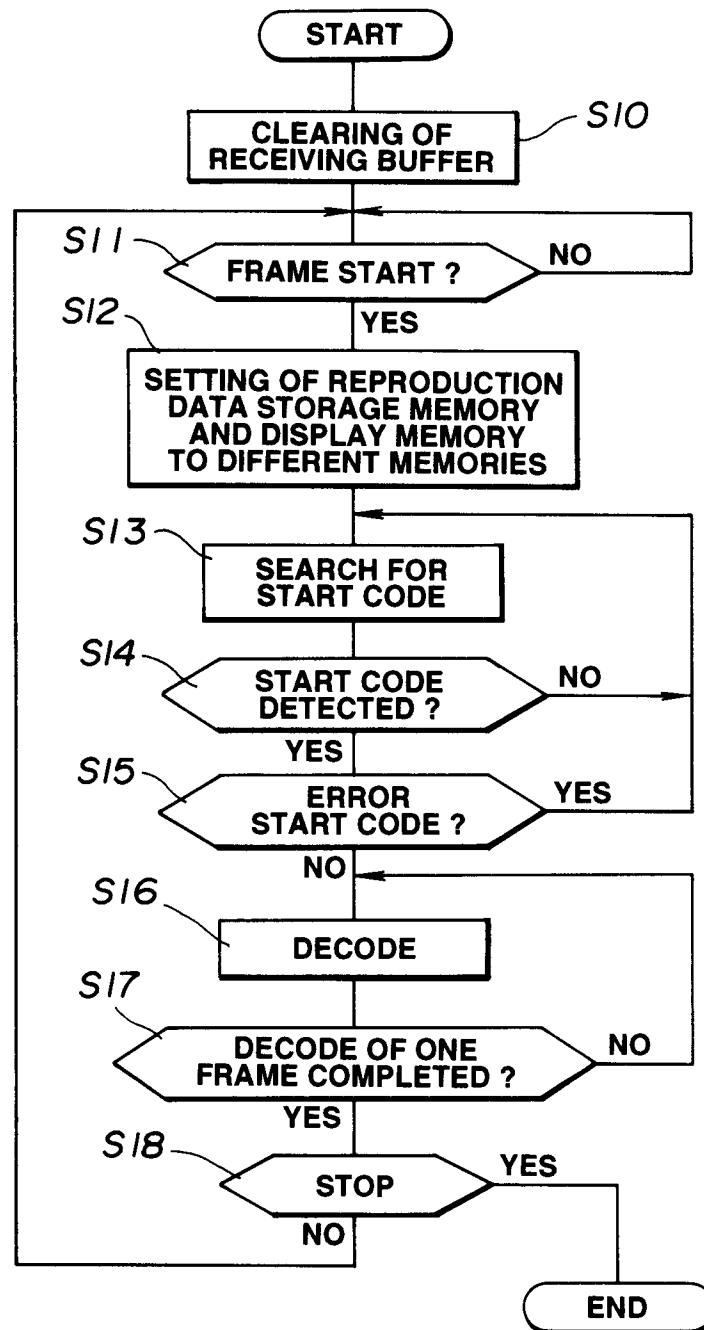 START
S10
CLEARING OF
RECEIVING BUFFER
S11
FRAME START ?
NO
YES
S12
SETTING OF REPRODUCTION
DATA STORAGE MEMORY
AND DISPLAY MEMORY
TO DIFFERENT MEMORIES
S13
SEARCH FOR
START CODE
S14
START CODE
DETECTED ?
NO
YES
S15
ERROR
START CODE ?
YES
NO
S16
DECODE
S17
DECODE OF ONE
FRAME COMPLETED ?
NO
YES
S18
STOP
YES
NO
END